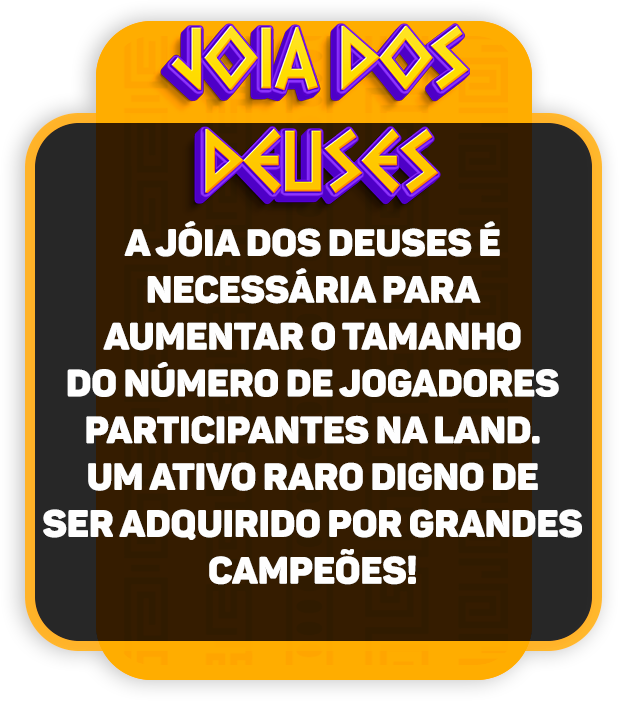 JOIA DOS
DEUSES
A JÓIA DOS DEUSES É
NECESSÁRIA PARA
AUMENTAR O TAMANHO
DO NÚMERO DE JOGADORES
PARTICIPANTES NA LAND.
UM ATIVO RARO DIGNO DE
SER ADQUIRIDO POR GRANDES
CAMPEÕES!